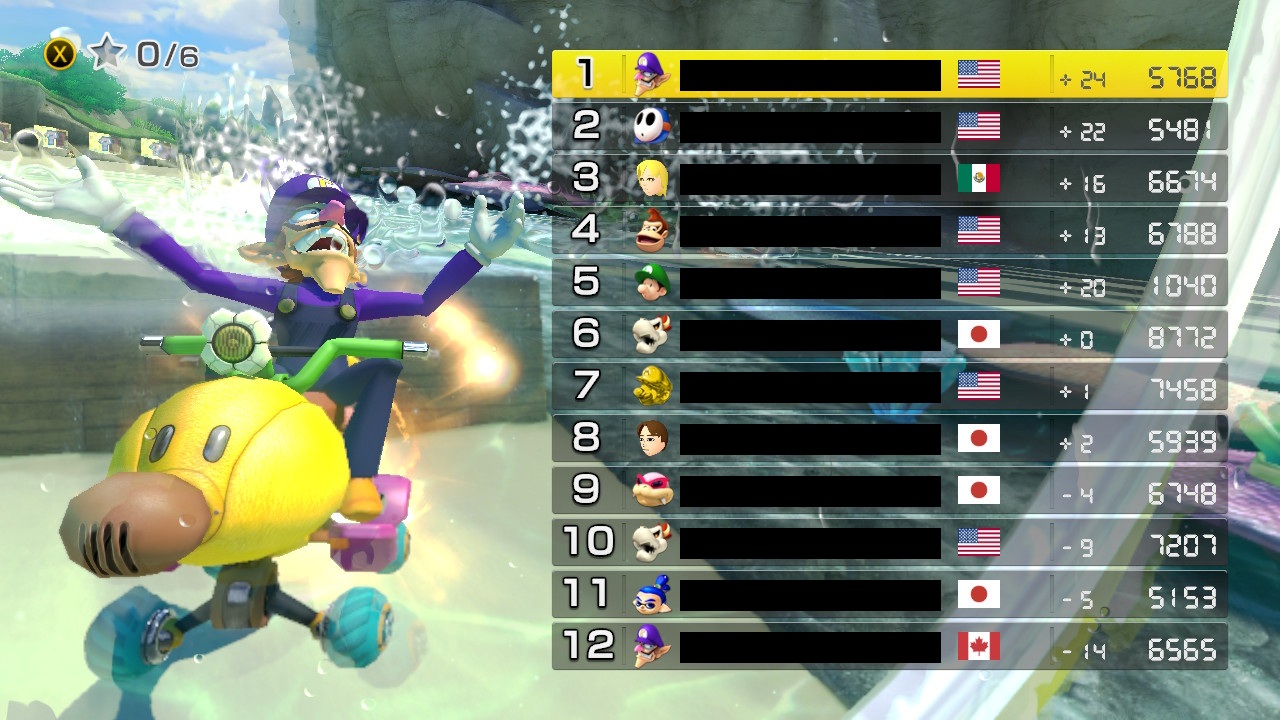 X 0/6
1 + 24 5768
2 + 22 5481
3 + 16 6674
4 + 13 6788
5 + 20 1040
6 + 0 8772
7 + 1 7458
8 + 2 5939
9 - 4 6748
10 - 9 7207
11 - 5 5153
12 - 14 6565